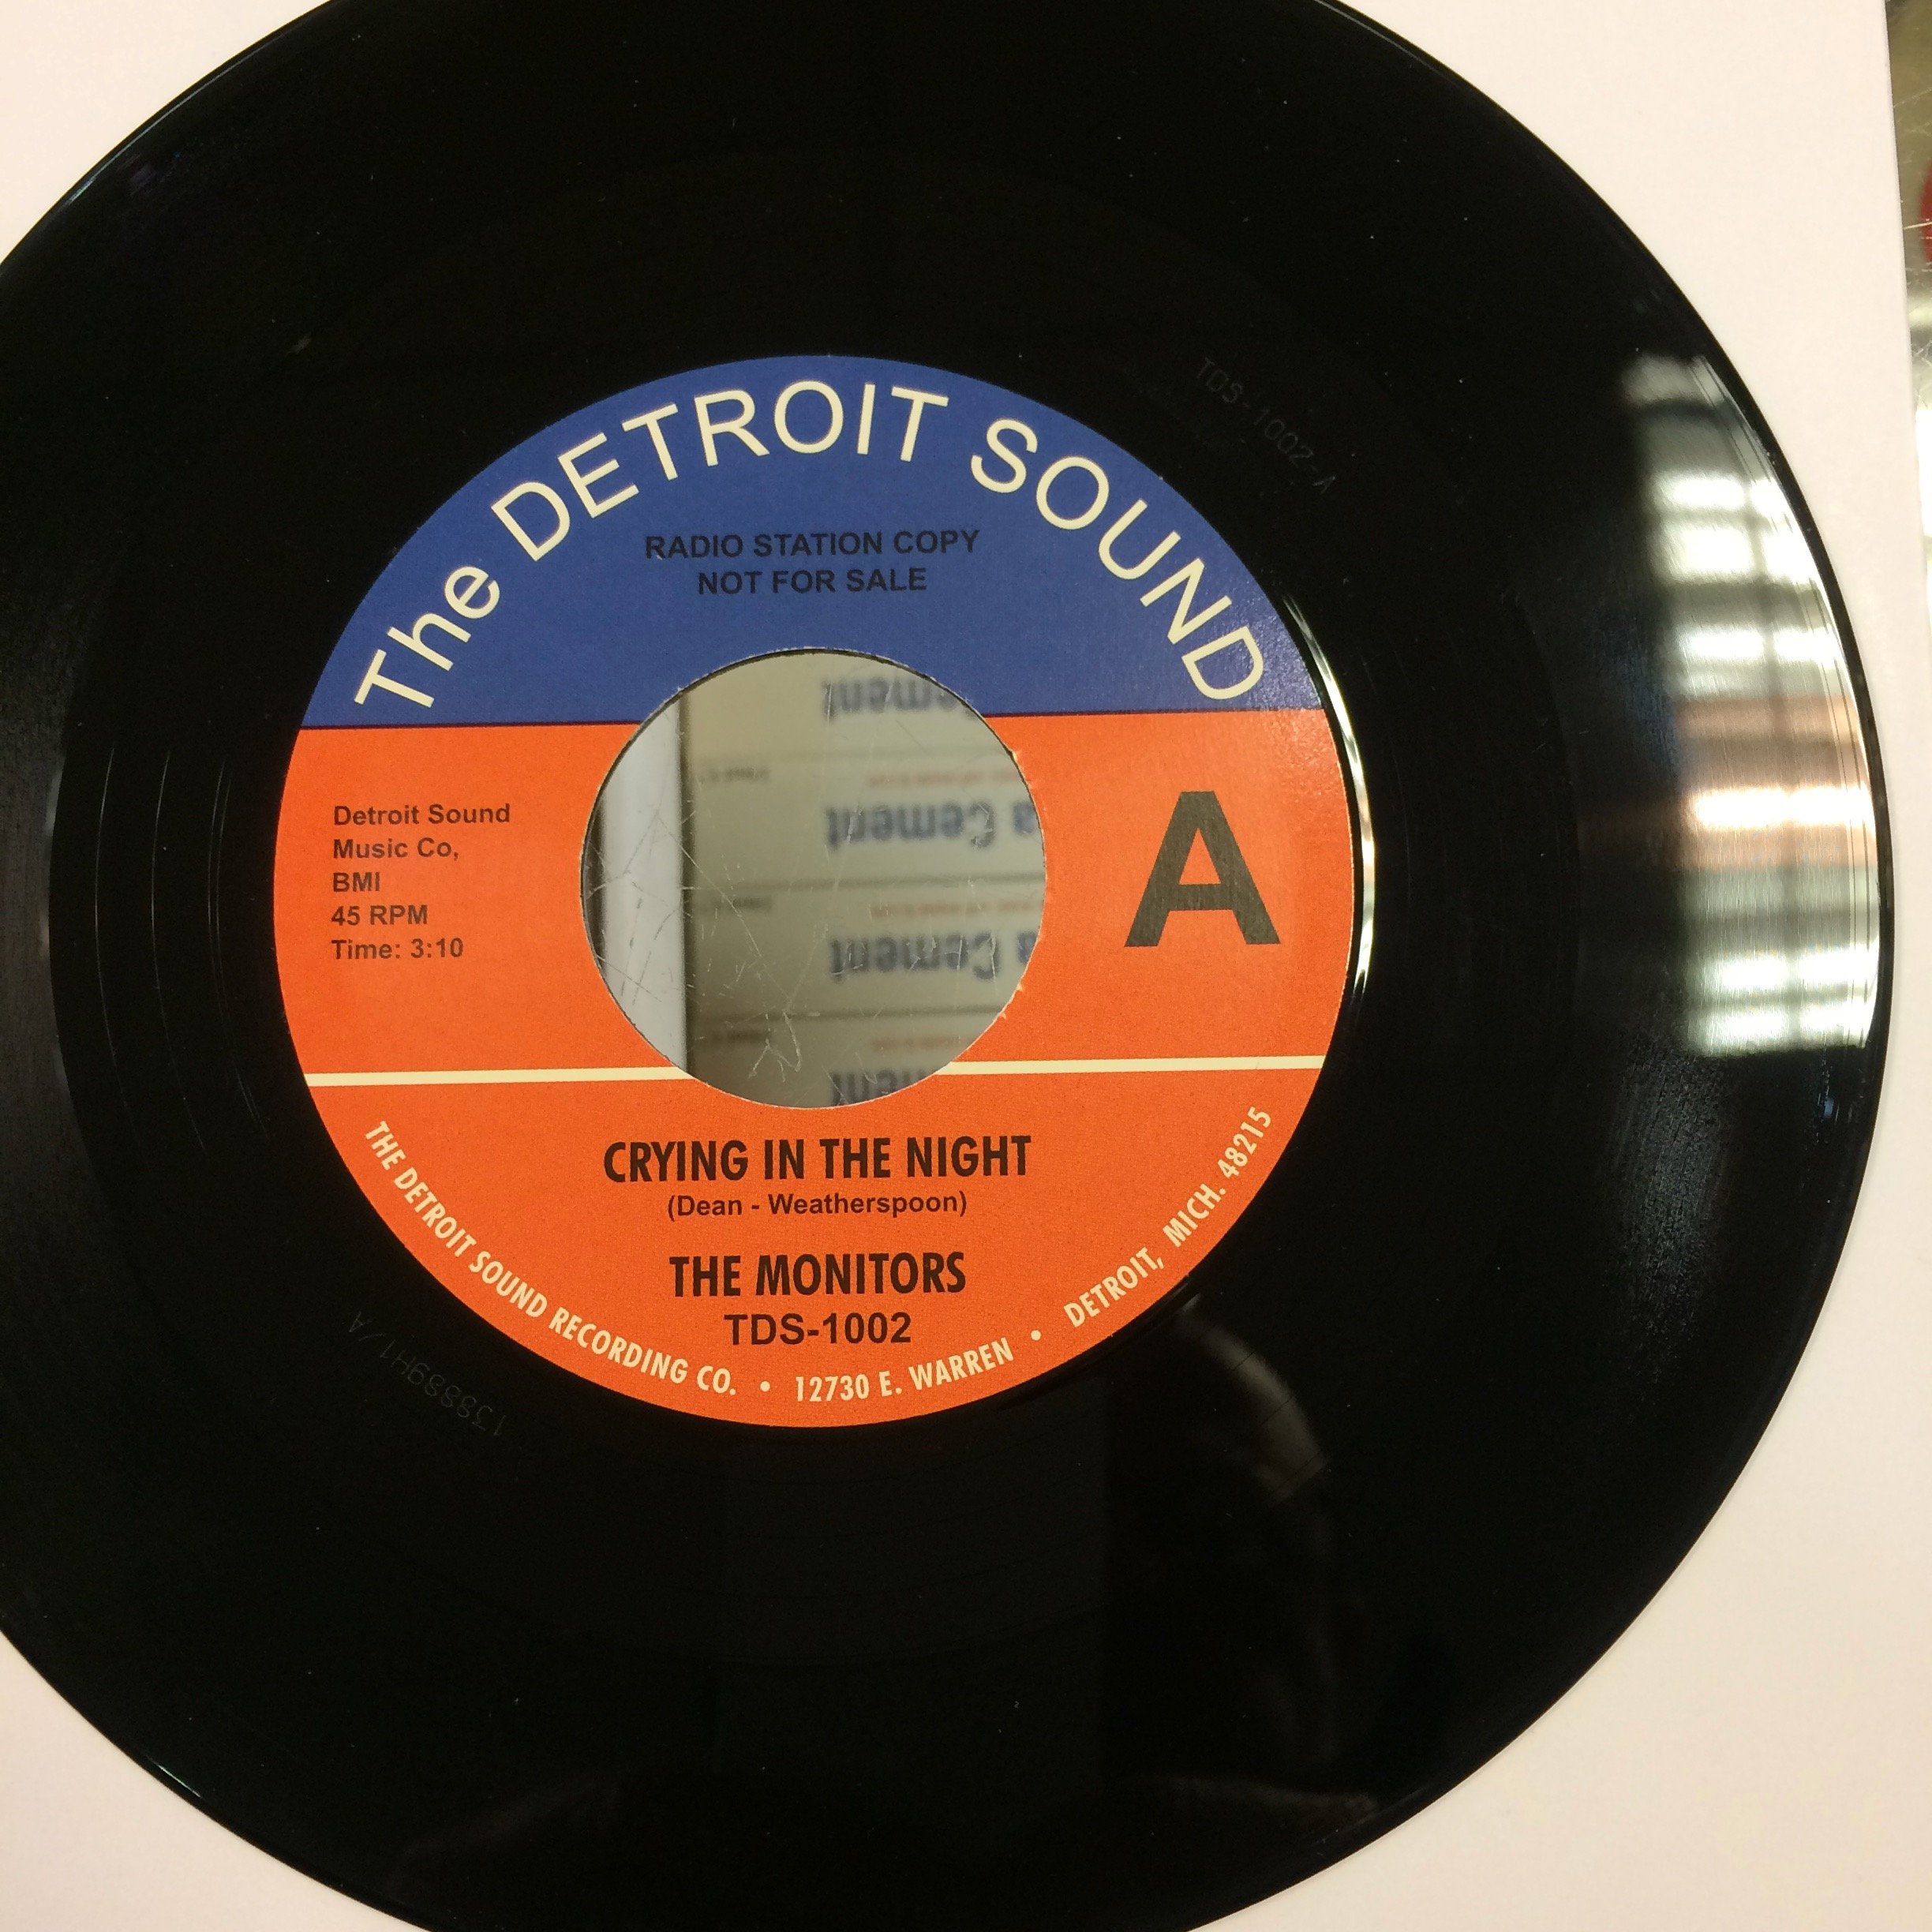 The DETROIT SOUND
RADIO STATION COPY
NOT FOR SALE
Detroit Sound
Music Co,
BMI
45 RPM
Time: 3:10
A
Cement
a Cement
a Cement
CRYING IN THE NIGHT
(Dean - Weatherspoon)
THE MONITORS
TDS-1002
THE DETROIT SOUND RECORDING CO. • 12730 E. WARREN • DETROIT, MICH. 48215
TDS-1002-A
13889H1/A